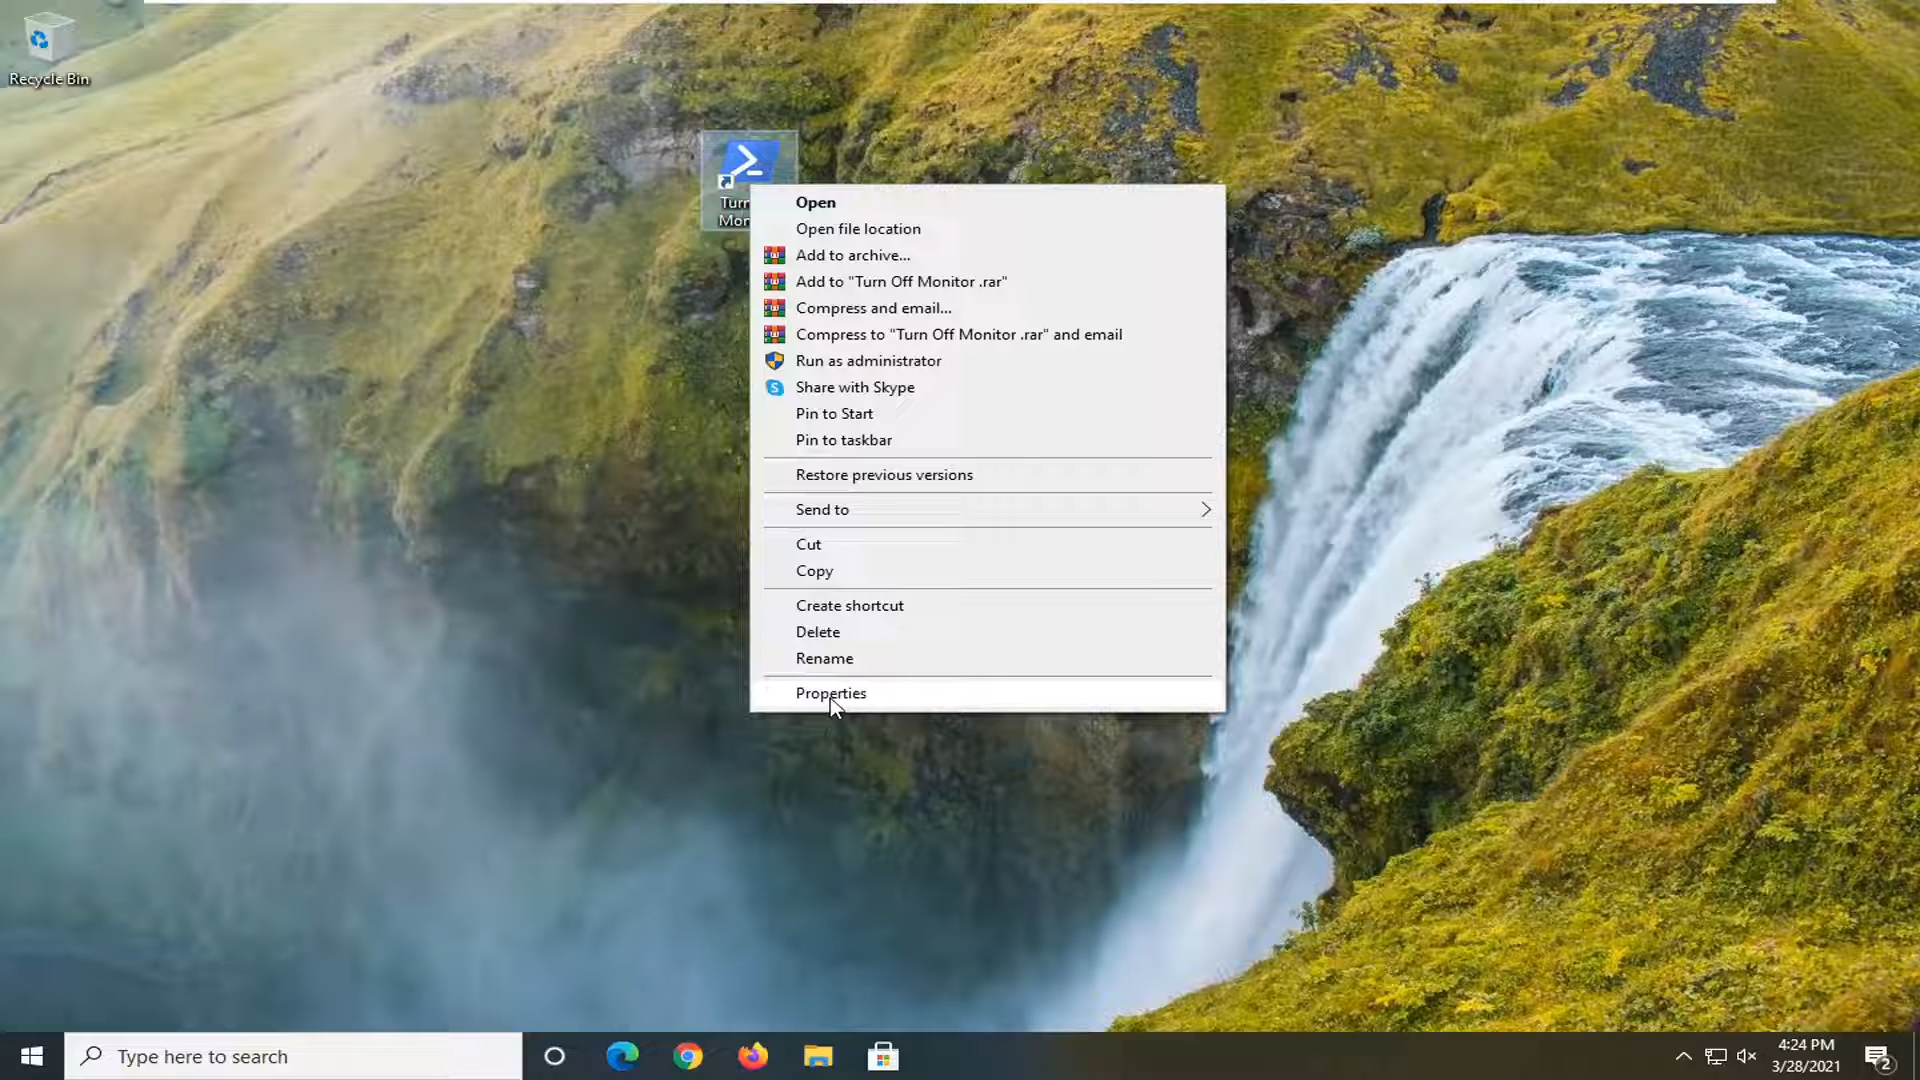 Recycle Bin
Open
Open file location
Add to archive...
Add to "Turn Off Monitor .rar"
Compress and email...
Compress to "Turn Off Monitor .rar" and email
Run as administrator
Share with Skype
Pin to Start
Pin to taskbar
Restore previous versions
Send to
Cut
Copy
Create shortcut
Delete
Rename
Properties
Type here to search
4:24 PM
3/28/2021
2